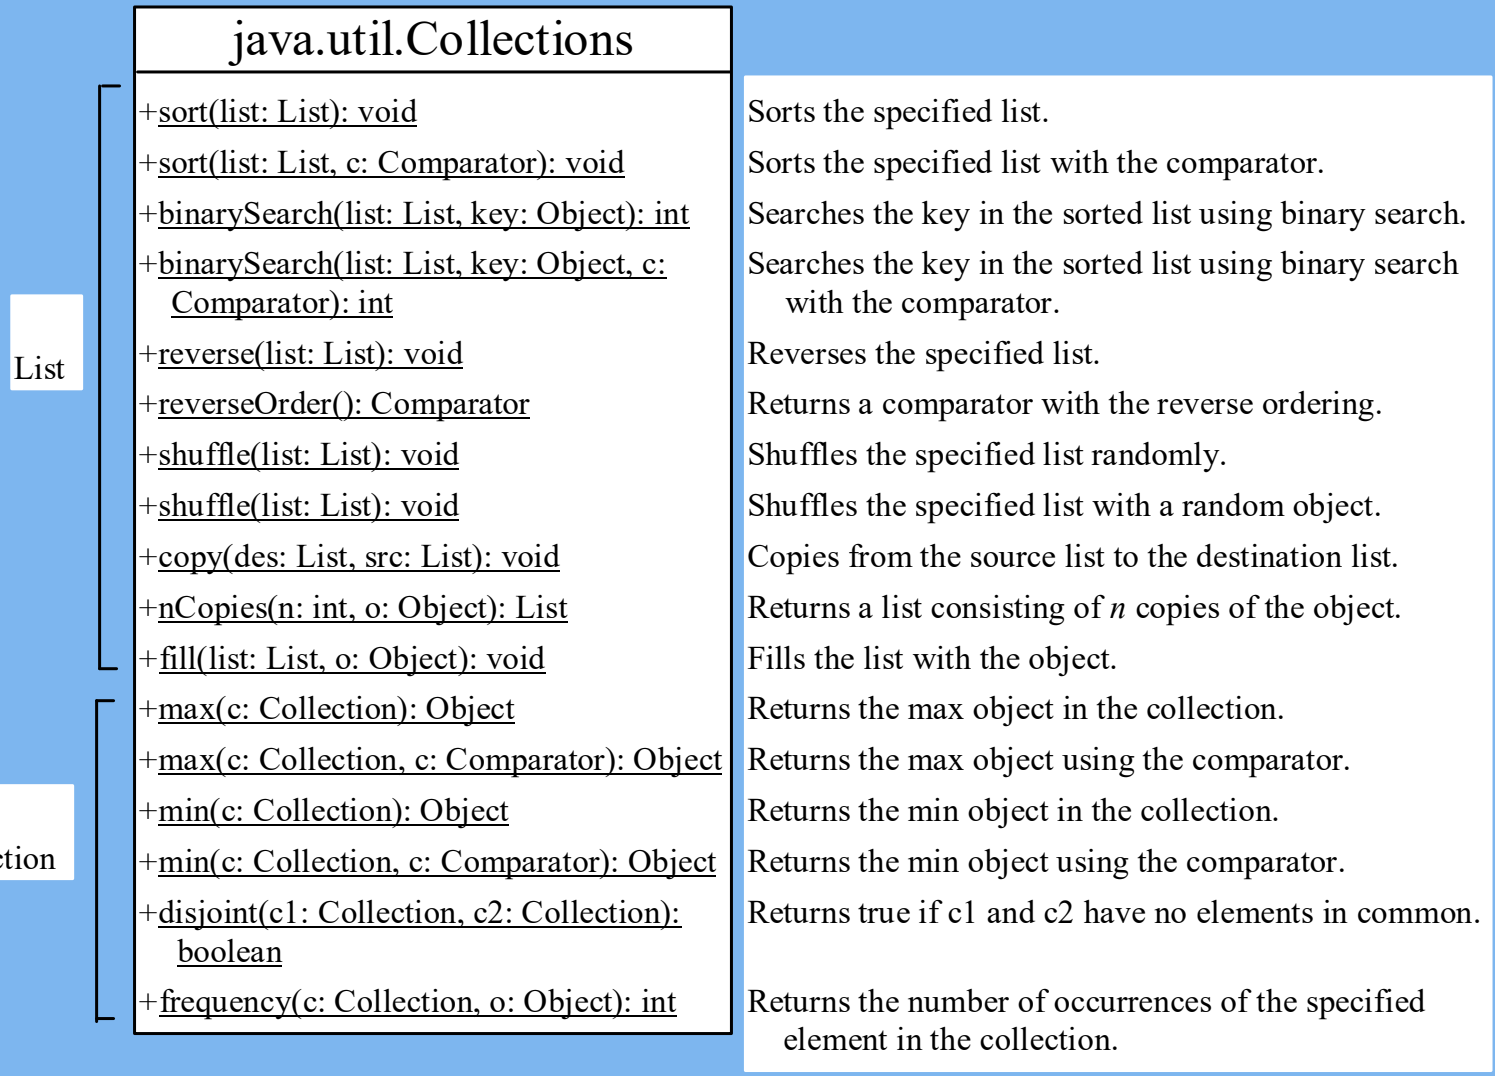 java.util.Collections
+sort(list: List): void
Sorts the specified list.
+sort(list: List, c: Comparator): void
Sorts the specified list with the comparator.
+binarySearch(list: List, key: Object): int
Searches the key in the sorted list using binary search.
+binarySearch(list: List, key: Object, c:
Comparator): int
Searches the key in the sorted list using binary search
with the comparator.
List
+reverse(list: List): void
Reverses the specified list.
+reverseOrder(): Comparator
Returns a comparator with the reverse ordering.
+shuffle(list: List): void
Shuffles the specified list randomly.
+shuffle(list: List): void
Shuffles the specified list with a random object.
+copy(des: List, src: List): void
Copies from the source list to the destination list.
+nCopies(n: int, o: Object): List
Returns a list consisting of n copies of the object.
+fill(list: List, o: Object): void
Fills the list with the object.
+max(c: Collection): Object
Returns the max object in the collection.
+max(c: Collection, c: Comparator): Object
Returns the max object using the comparator.
+min(c: Collection): Object
Returns the min object in the collection.
+min(c: Collection, c: Comparator): Object
Returns the min object using the comparator.
+disjoint(c1: Collection, c2: Collection):
boolean
Returns true if c1 and c2 have no elements in common.
+frequency(c: Collection, o: Object): int
Returns the number of occurrences of the specified
element in the collection.